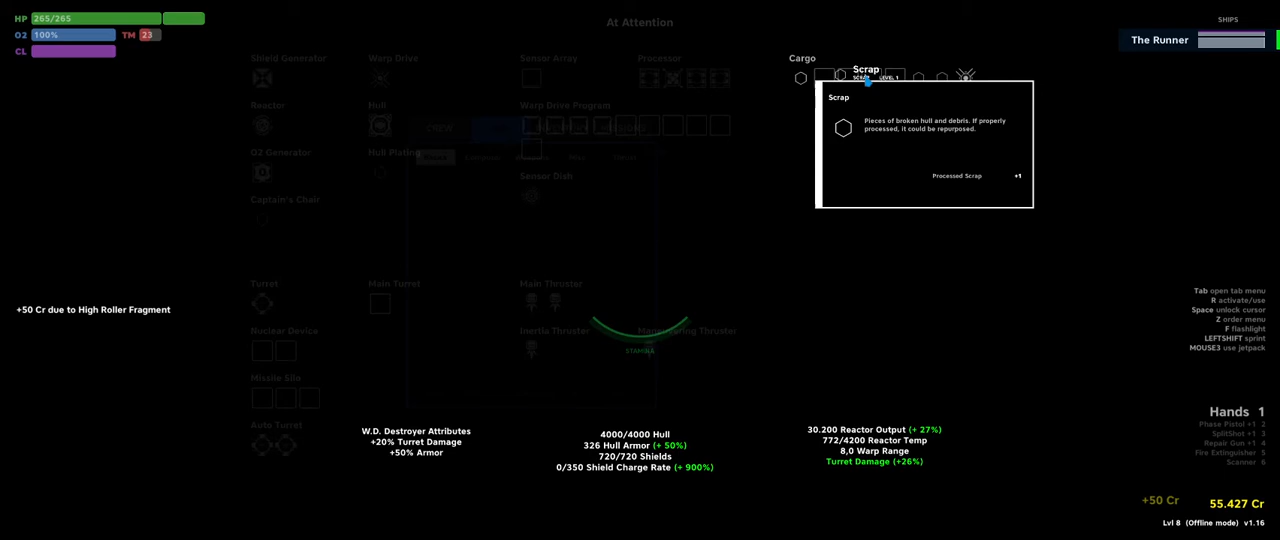 At Attention
HP 265/265
O2 100% TM 23
CL
SHIPS
The Runner
Shield Generator
Warp Drive
Sensor Array
Processor
Cargo
Scrap
SCRAP LEVEL 1
Scrap
Pieces of broken hull and debris. If properly
processed, it could be repurposed.
Processed Scrap +1
Reactor
Hull
Warp Drive Program
CREW
O2 Generator
Hull Plating
Sensor Dish
Captain's Chair
+50 Cr due to High Roller Fragment
Turret
Main Turret
Main Thruster
Nuclear Device
Inertia Thruster
Maneuvering Thruster
STAMINA
Missile Silo
Auto Turret
Tab open tab menu
R activate/use
Space unlock cursor
Z order menu
F flashlight
LEFTSHIFT sprint
MOUSE3 use jetpack
W.D. Destroyer Attributes
+20% Turret Damage
+50% Armor
4000/4000 Hull
326 Hull Armor (+ 50%)
720/720 Shields
0/350 Shield Charge Rate (+ 900%)
30.200 Reactor Output (+ 27%)
772/4200 Reactor Temp
8,0 Warp Range
Turret Damage (+26%)
Hands 1
Phase Pistol +1 2
SplitShot +1 3
Repair Gun +1 4
Fire Extinguisher 5
Scanner 6
+50 Cr
55.427 Cr
Lvl 8 (Offline mode) v1.16